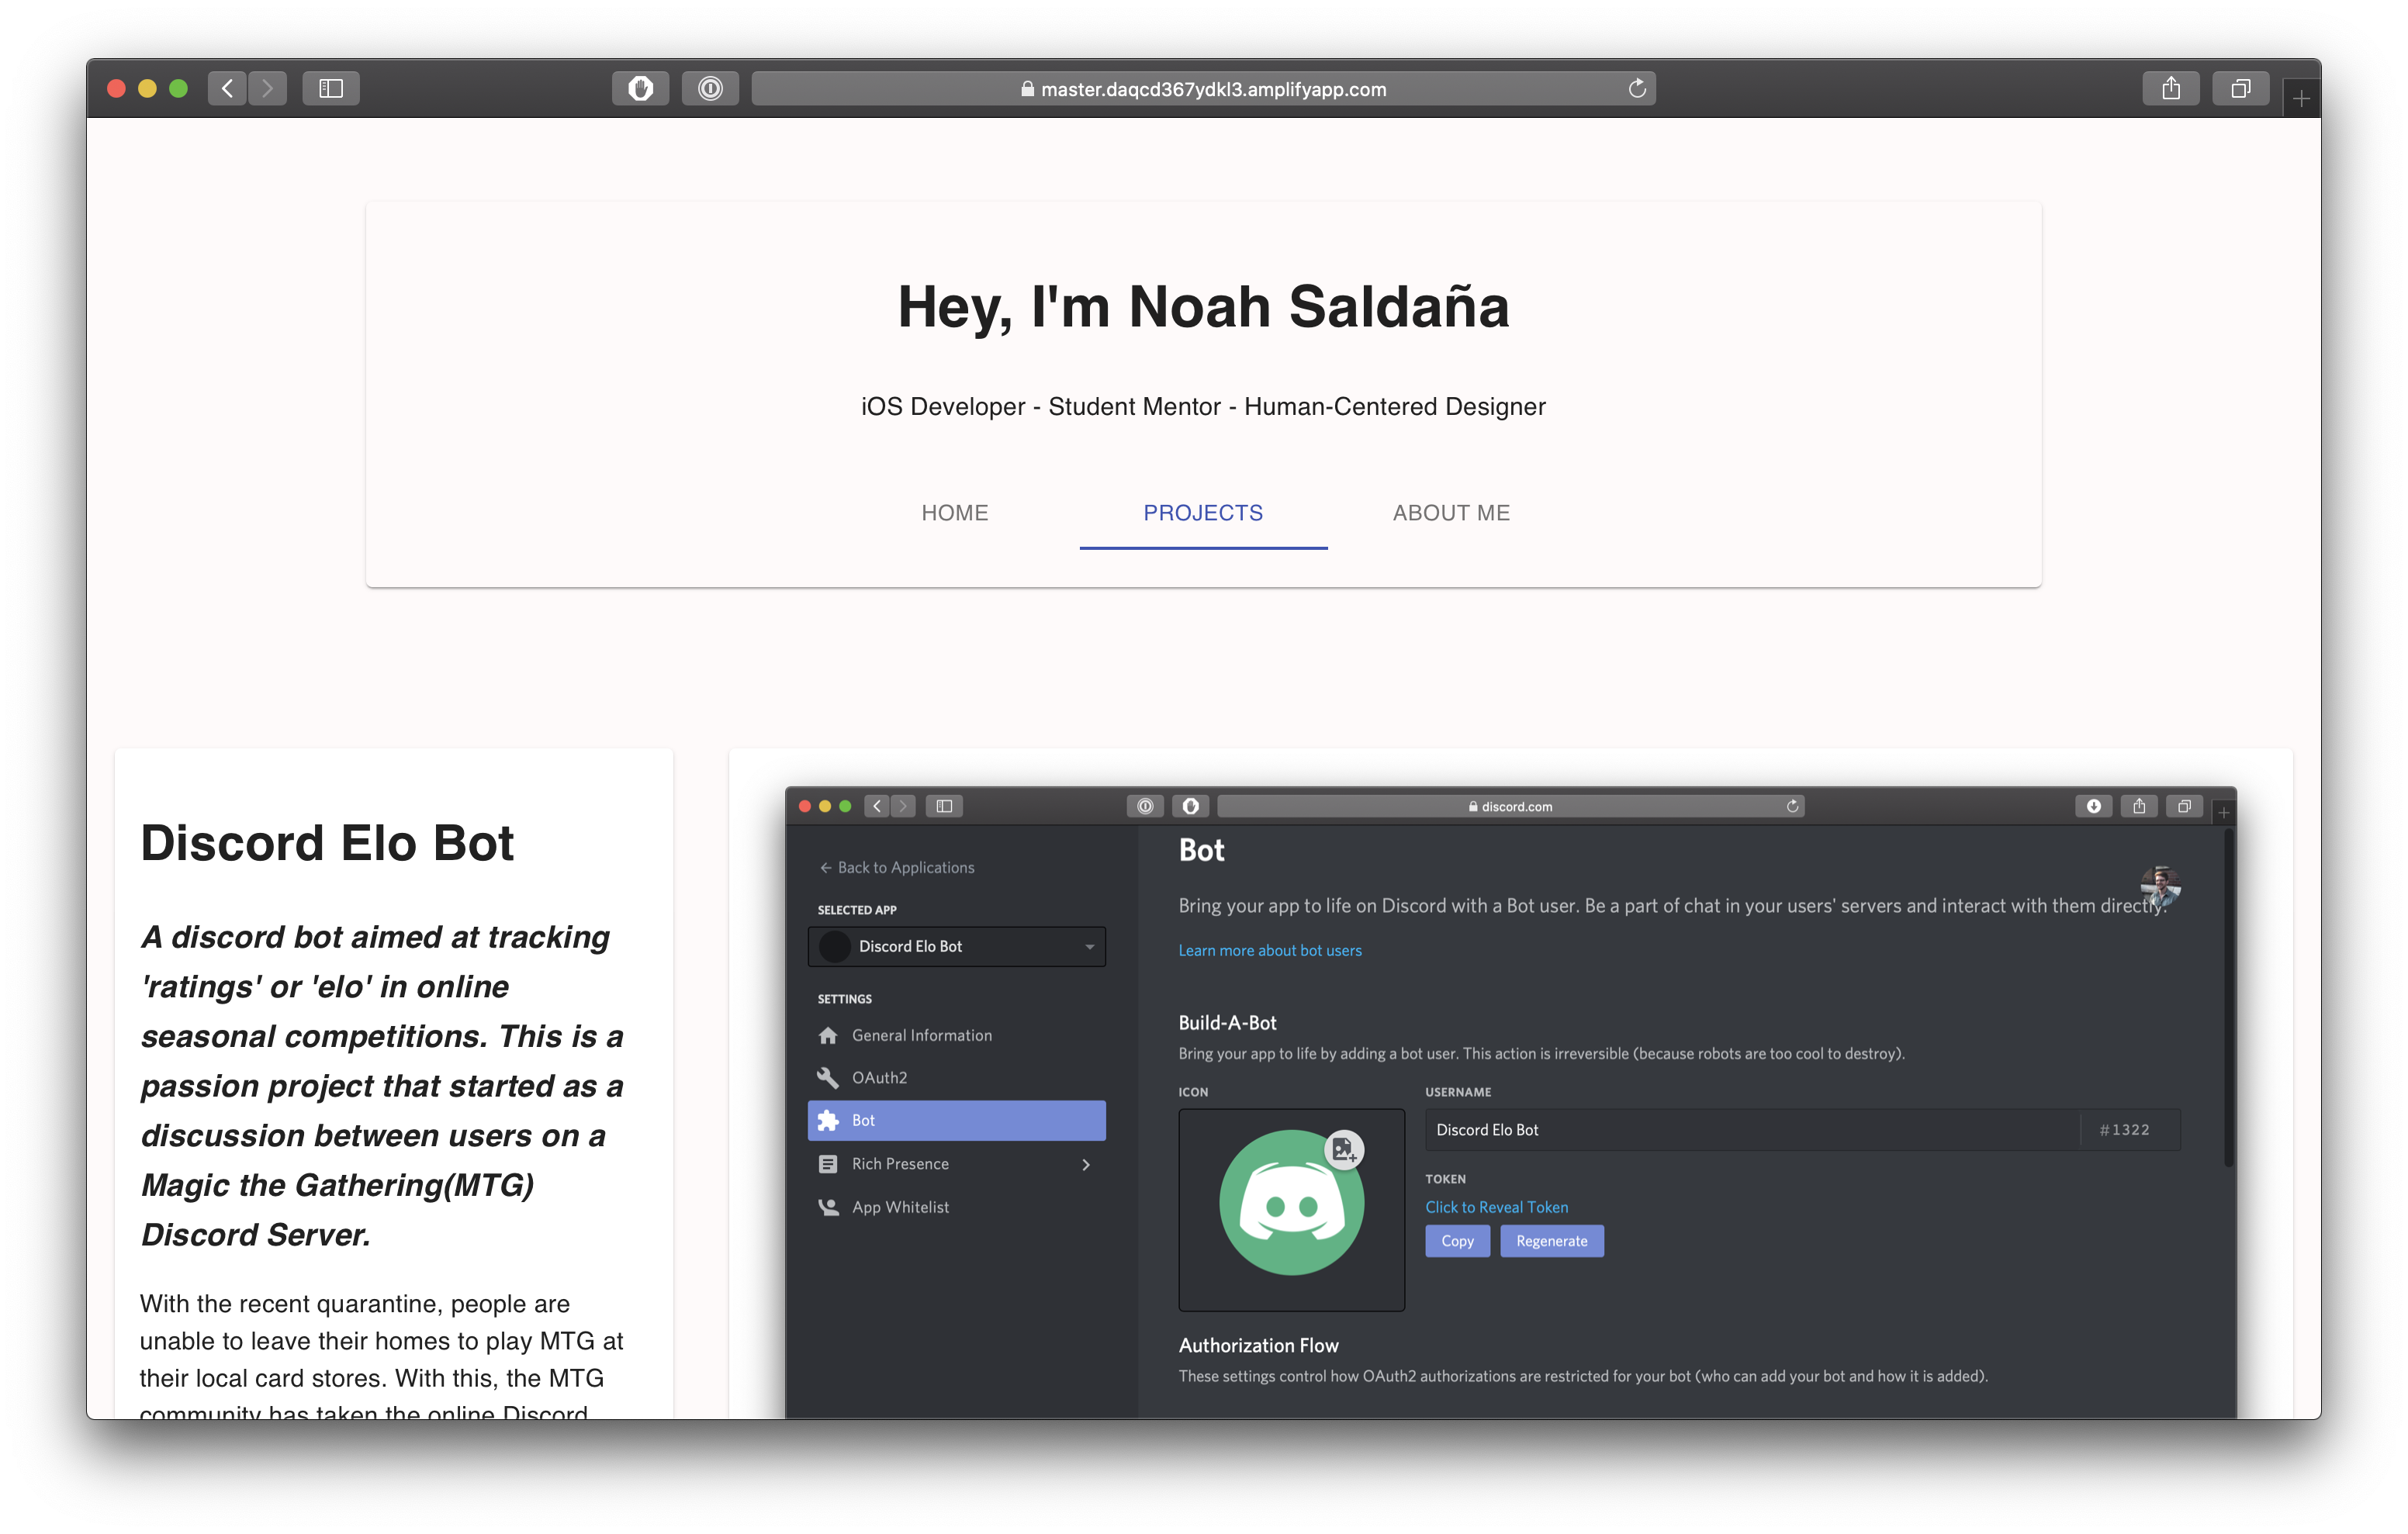 master.daqcd367ydkl3.amplifyapp.com
Hey, I'm Noah Saldaña
iOS Developer - Student Mentor - Human-Centered Designer
HOME PROJECTS ABOUT ME
Discord Elo Bot
A discord bot aimed at tracking
'ratings' or 'elo' in online
seasonal competitions. This is a
passion project that started as a
discussion between users on a
Magic the Gathering(MTG)
Discord Server.
With the recent quarantine, people are
unable to leave their homes to play MTG at
their local card stores. With this, the MTG
community has taken the online Discord
discord.com
Back to Applications
SELECTED APP
Discord Elo Bot
SETTINGS
General Information
OAuth2
Bot
Rich Presence
App Whitelist
Bot
Bring your app to life on Discord with a Bot user. Be a part of chat in your users' servers and interact with them directly.
Learn more about bot users
Build-A-Bot
Bring your app to life by adding a bot user. This action is irreversible (because robots are too cool to destroy).
ICON
USERNAME
Discord Elo Bot #1322
TOKEN
Click to Reveal Token
Copy Regenerate
Authorization Flow
These settings control how OAuth2 authorizations are restricted for your bot (who can add your bot and how it is added).